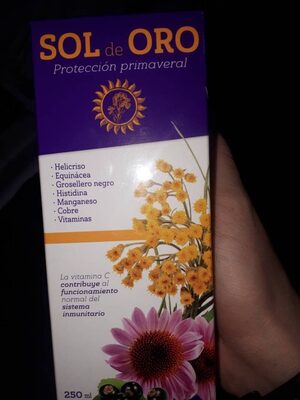 SOL de ORO
Protección primaveral
· Helicriso
· Equinácea
· Grosellero negro
· Histidina
· Manganeso
· Cobre
· Vitaminas
La vitamina C
contribuye al
funcionamiento
normal del
sistema
inmunitario
250 ml